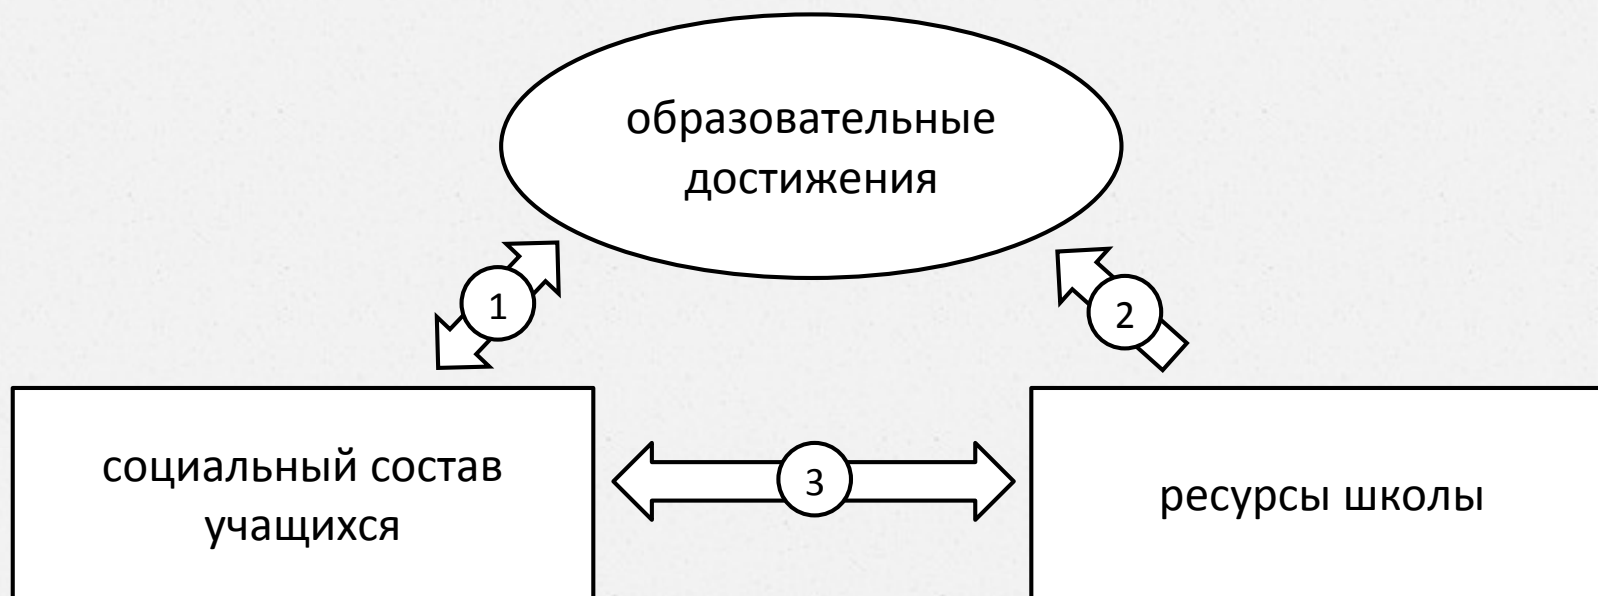 образовательные
достижения
1
2
социальный состав
учащихся
3
ресурсы школы